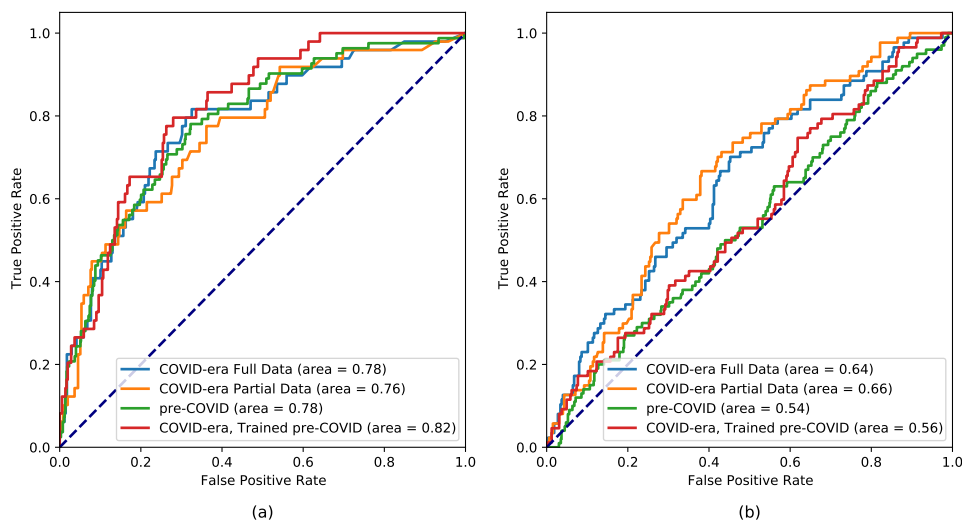 1.0
0.8
0.6
0.4
0.2
0.0
True Positive Rate
0.0 0.2 0.4 0.6 0.8 1.0
False Positive Rate
COVID-era Full Data (area = 0.78)
COVID-era Partial Data (area = 0.76)
pre-COVID (area = 0.78)
COVID-era, Trained pre-COVID (area = 0.82)
(a)
1.0
0.8
0.6
0.4
0.2
0.0
True Positive Rate
0.0 0.2 0.4 0.6 0.8 1.0
False Positive Rate
COVID-era Full Data (area = 0.64)
COVID-era Partial Data (area = 0.66)
pre-COVID (area = 0.54)
COVID-era, Trained pre-COVID (area = 0.56)
(b)